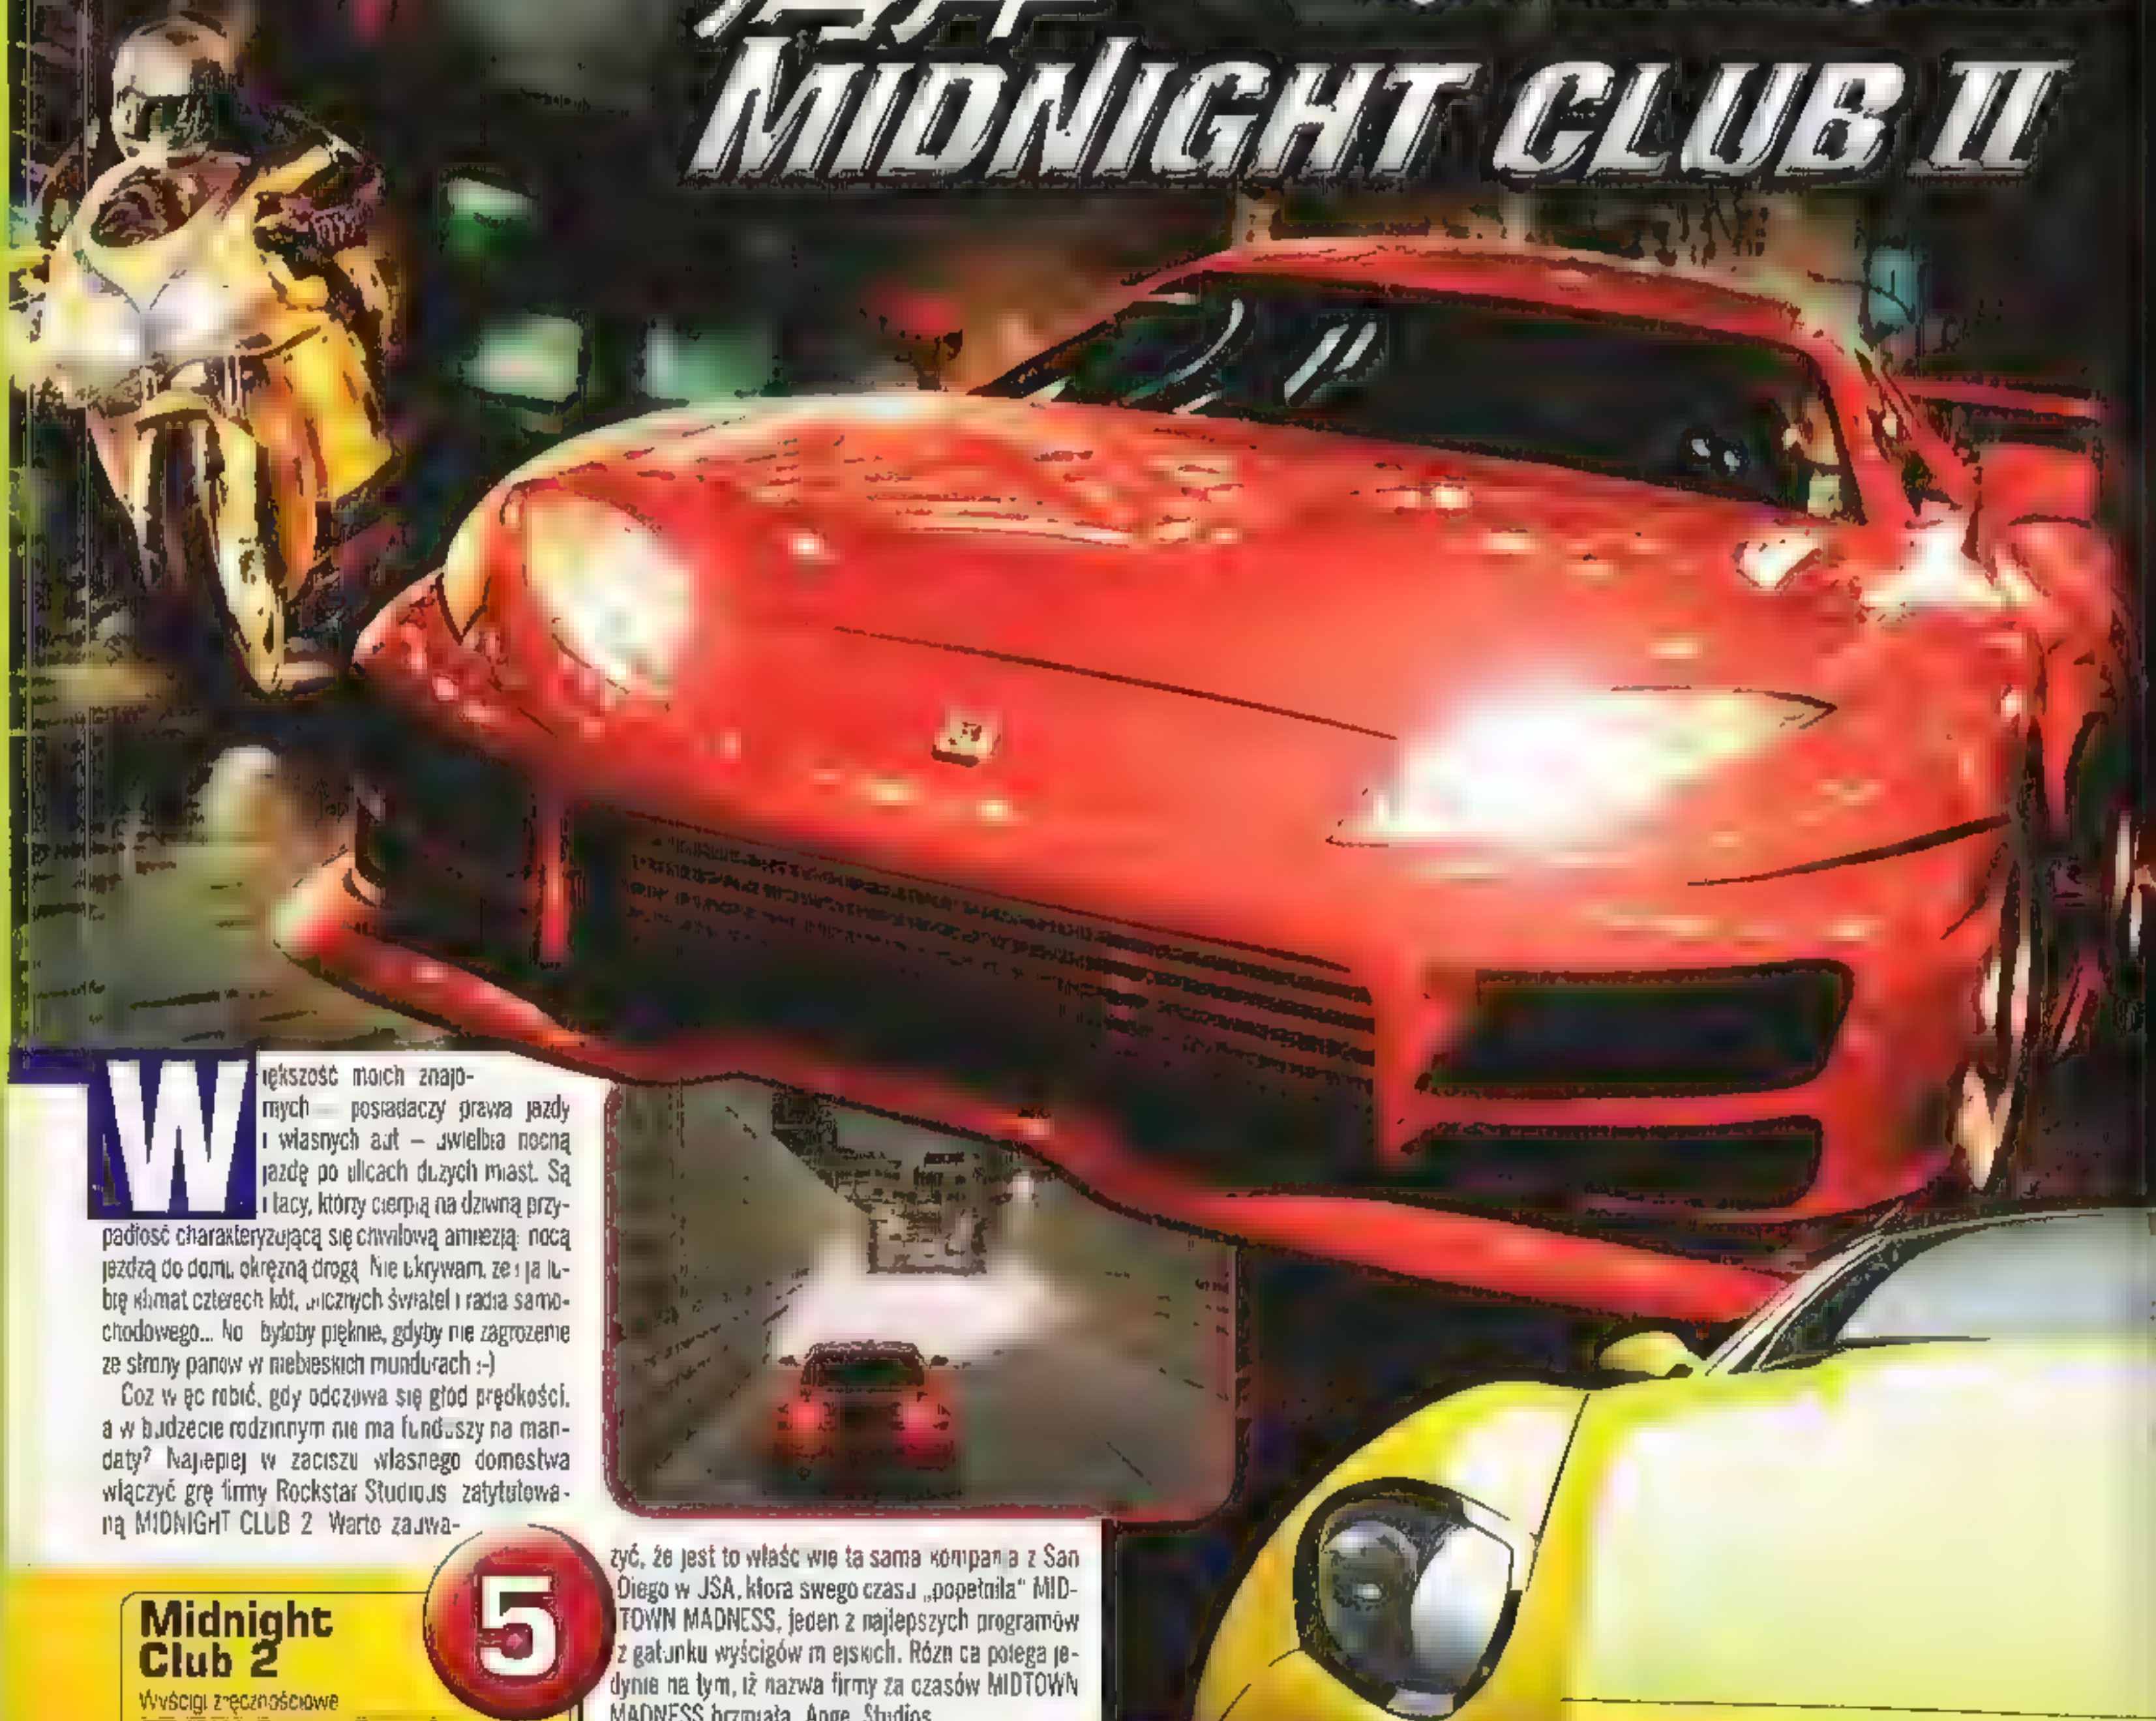 MIDNIGHT CLUB II
Większość moich znajo-
mych – posiadaczy prawa jazdy
i własnych aut – uwielbia nocną
jazdę po ulicach dużych miast. Są
i tacy, którzy cierpią na dziwną przy-
padłość charakteryzującą się chwilową amnezją: nocą
jeżdżą do domu okrężną drogą. Nie ukrywam, że i ja lu-
bię klimat czterech kół, ulicznych świateł i radia samo-
chodowego... No byłoby pięknie, gdyby nie zagrożenie
ze strony panów w niebieskich mundurach :-)
Cóż więc robić, gdy odczuwa się głód prędkości,
a w budżecie rodzinnym nie ma funduszy na man-
daty? Najlepiej w zaciszu własnego domostwa
włączyć grę firmy Rockstar Studious zatytułowa-
ną MIDNIGHT CLUB 2. Warto zauwa-
żyć, że jest to właściwie ta sama kompania z San
Diego w USA, która swego czasu „popełniła“ MID-
TOWN MADNESS, jeden z najlepszych programów
z gatunku wyścigów miejskich. Różnica polega je-
dynie na tym, iż nazwa firmy za czasów MIDTOWN
MADNESS brzmiała Angel Studios.
Midnight
Club 2
5
Wyścigi zręcznościowe